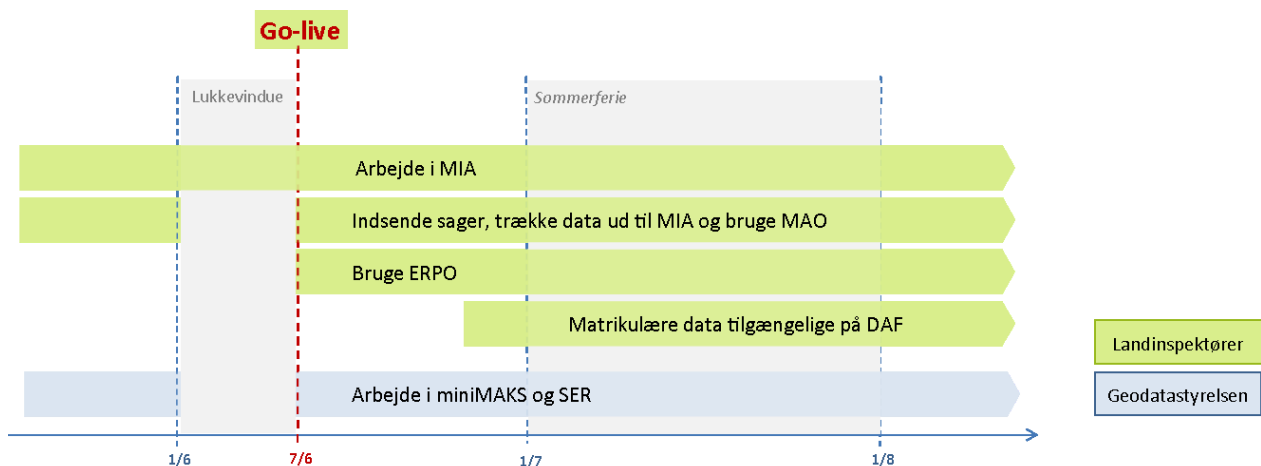 Go-live
Lukkevindue
Sommerferie
Arbejde i MIA
Indsende sager, trække data ud til MIA og bruge MAO
Bruge ERPO
Matrikulære data tilgængelige på DAF
Landinspektører
Arbejde i miniMAKS og SER
Geodatastyrelsen
1/6
7/6
1/7
1/8